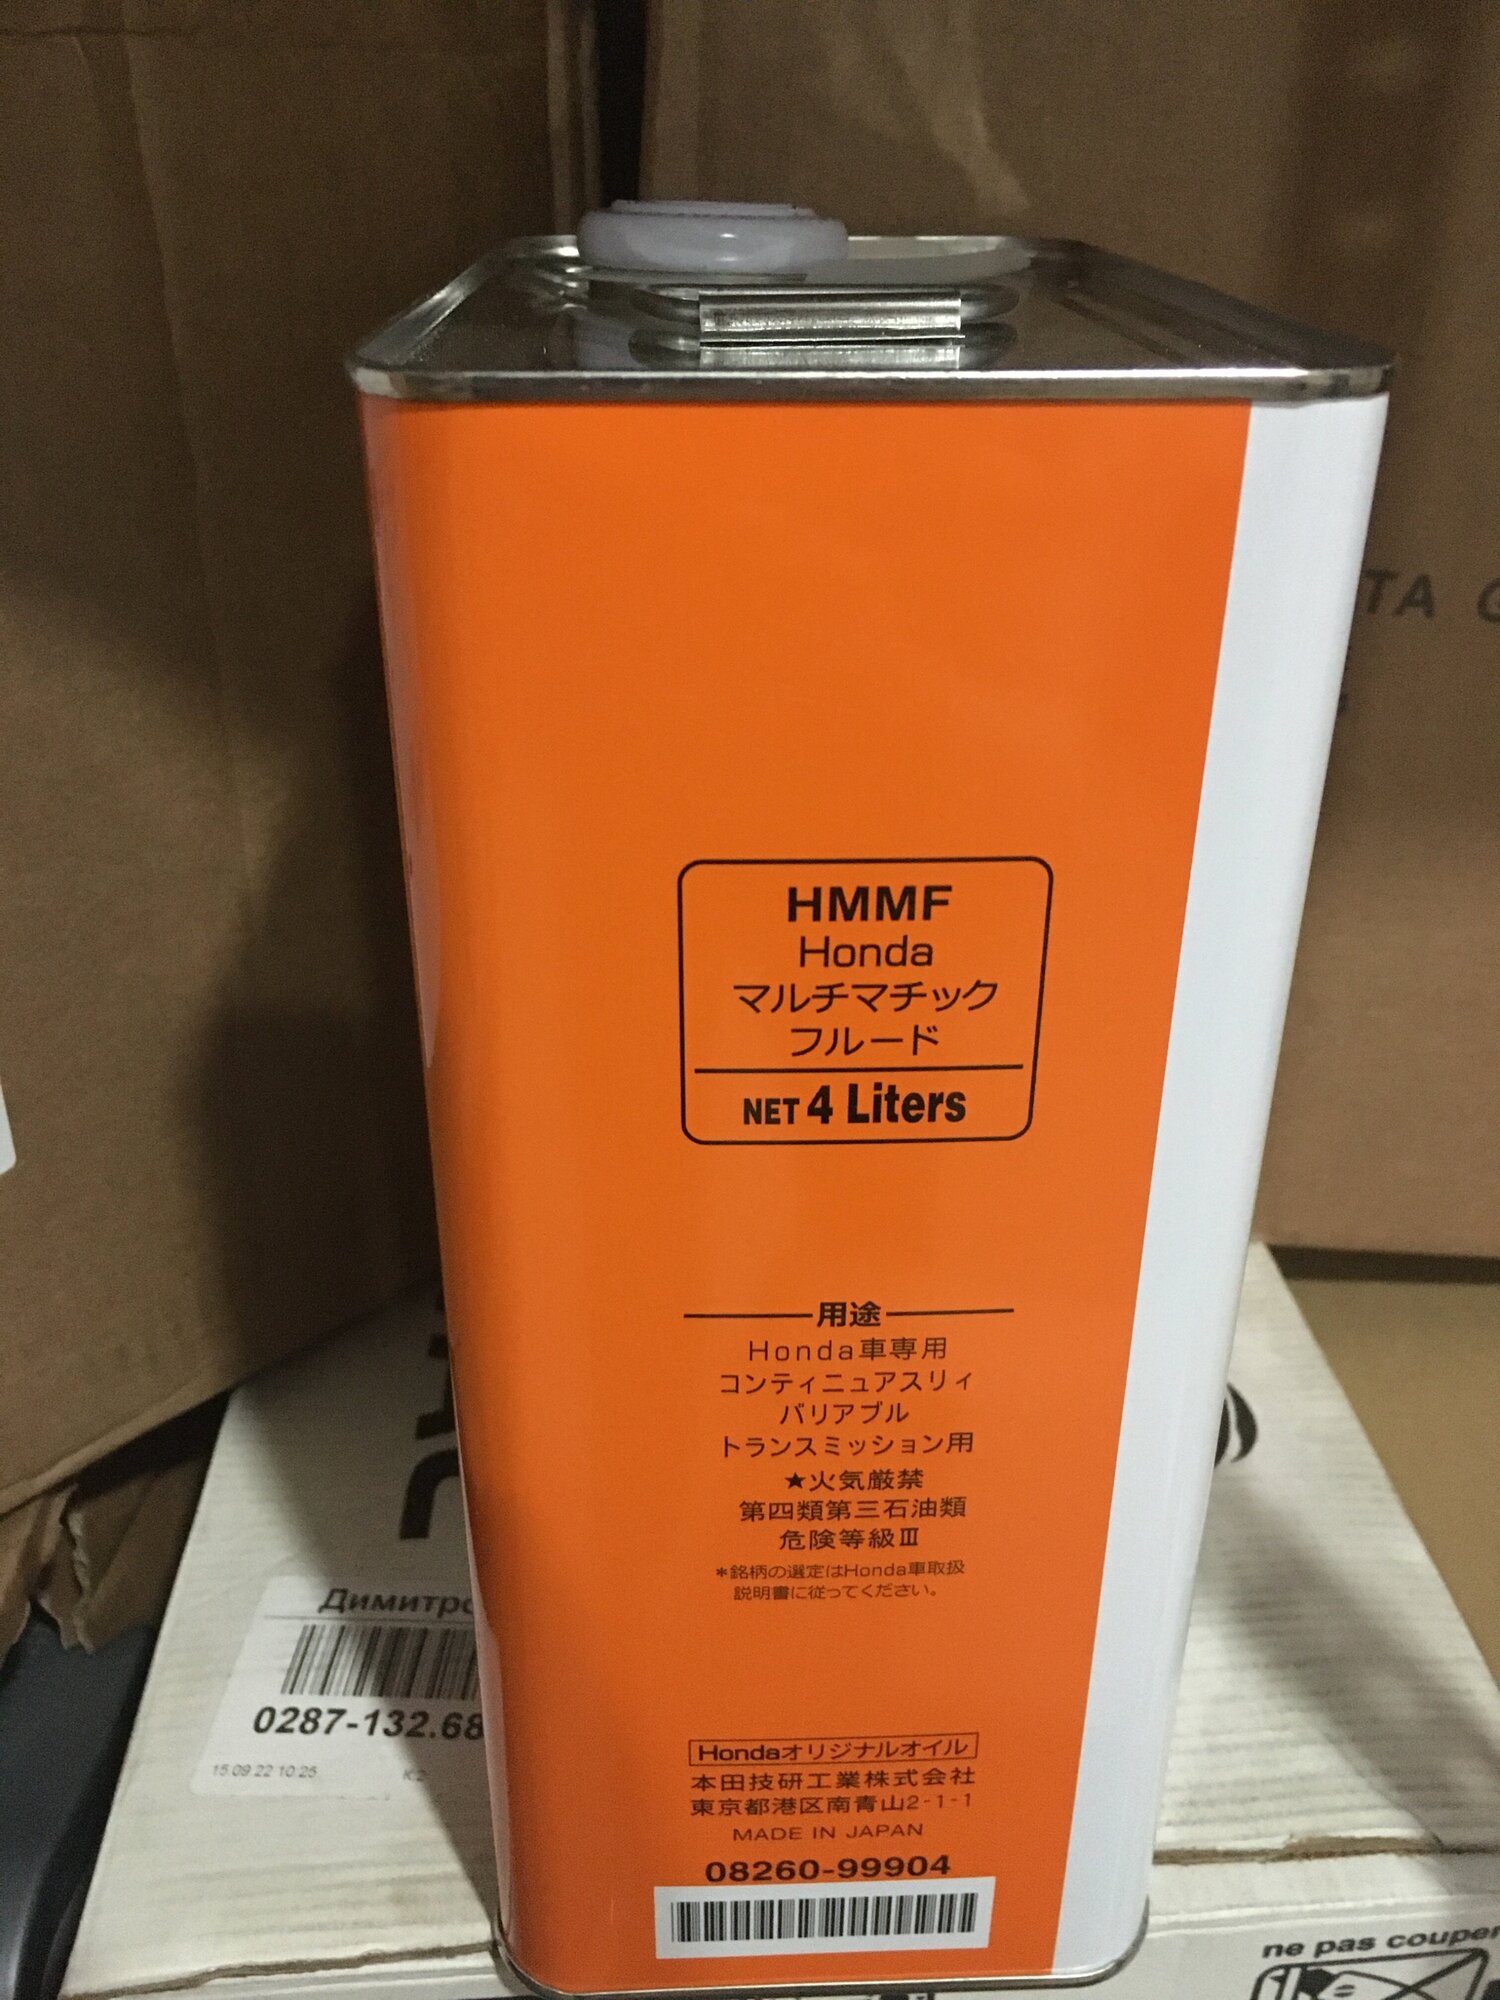 TA
HMMF
Honda
マルチマチック
フルード
NET 4 Liters
用途
Honda車専用
コンティニュアスリィ
バリアブル
トランスミッション用
★火気厳禁
第四類第三石油類
危険等級Ⅲ
*銘柄の選定はHonda車取扱
説明書に従ってください。
Hondaオリジナルオイル
本田技研工業株式会社
東京都港区南青山2-1-1
MADE IN JAPAN
08260-99904
Димитро
0287-132.68
15.09.22 10:25
ne pas couper